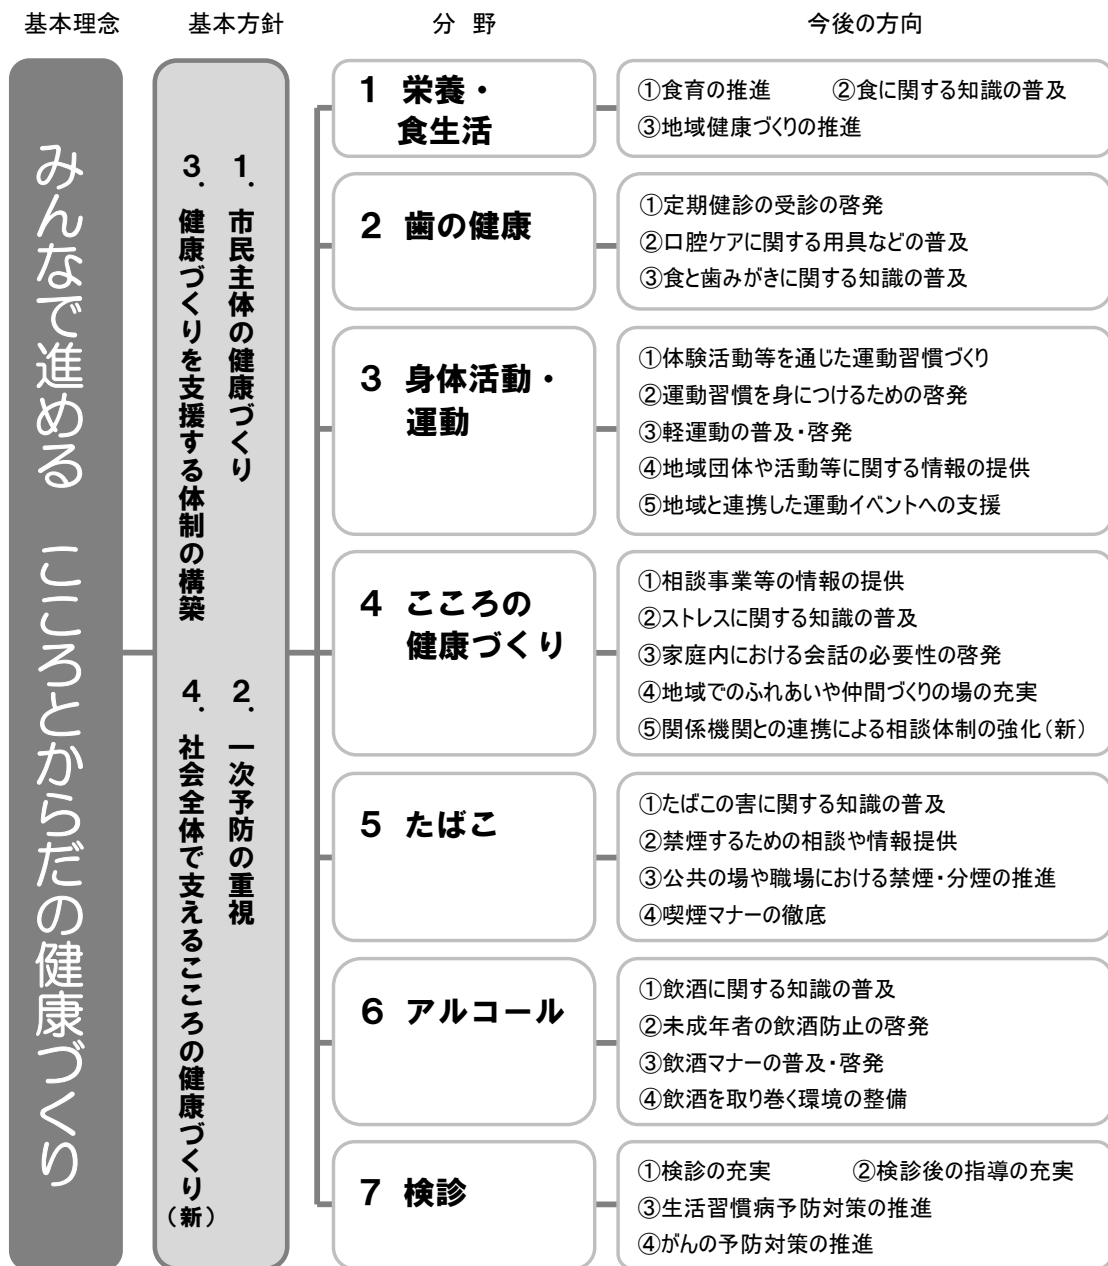 基本理念
基本方針
分 野
今後の方向
みんなで進める こころとからだの健康づくり
1. 市民主体の健康づくり
2. 一次予防の重視
3. 健康づくりを支援する体制の構築
4. 社会全体で支えるこころの健康づくり(新)
1 栄養・
食生活
①食育の推進 ②食に関する知識の普及
③地域健康づくりの推進
2 歯の健康
①定期健診の受診の啓発
②口腔ケアに関する用具などの普及
③食と歯みがきに関する知識の普及
3 身体活動・
運動
①体験活動等を通じた運動習慣づくり
②運動習慣を身につけるための啓発
③軽運動の普及・啓発
④地域団体や活動等に関する情報の提供
⑤地域と連携した運動イベントへの支援
4 こころの
健康づくり
①相談事業等の情報の提供
②ストレスに関する知識の普及
③家庭内における会話の必要性の啓発
④地域でのふれあいや仲間づくりの場の充実
⑤関係機関との連携による相談体制の強化(新)
5 たばこ
①たばこの害に関する知識の普及
②禁煙するための相談や情報提供
③公共の場や職場における禁煙・分煙の推進
④喫煙マナーの徹底
6 アルコール
①飲酒に関する知識の普及
②未成年者の飲酒防止の啓発
③飲酒マナーの普及・啓発
④飲酒を取り巻く環境の整備
7 検診
①検診の充実 ②検診後の指導の充実
③生活習慣病予防対策の推進
④がんの予防対策の推進